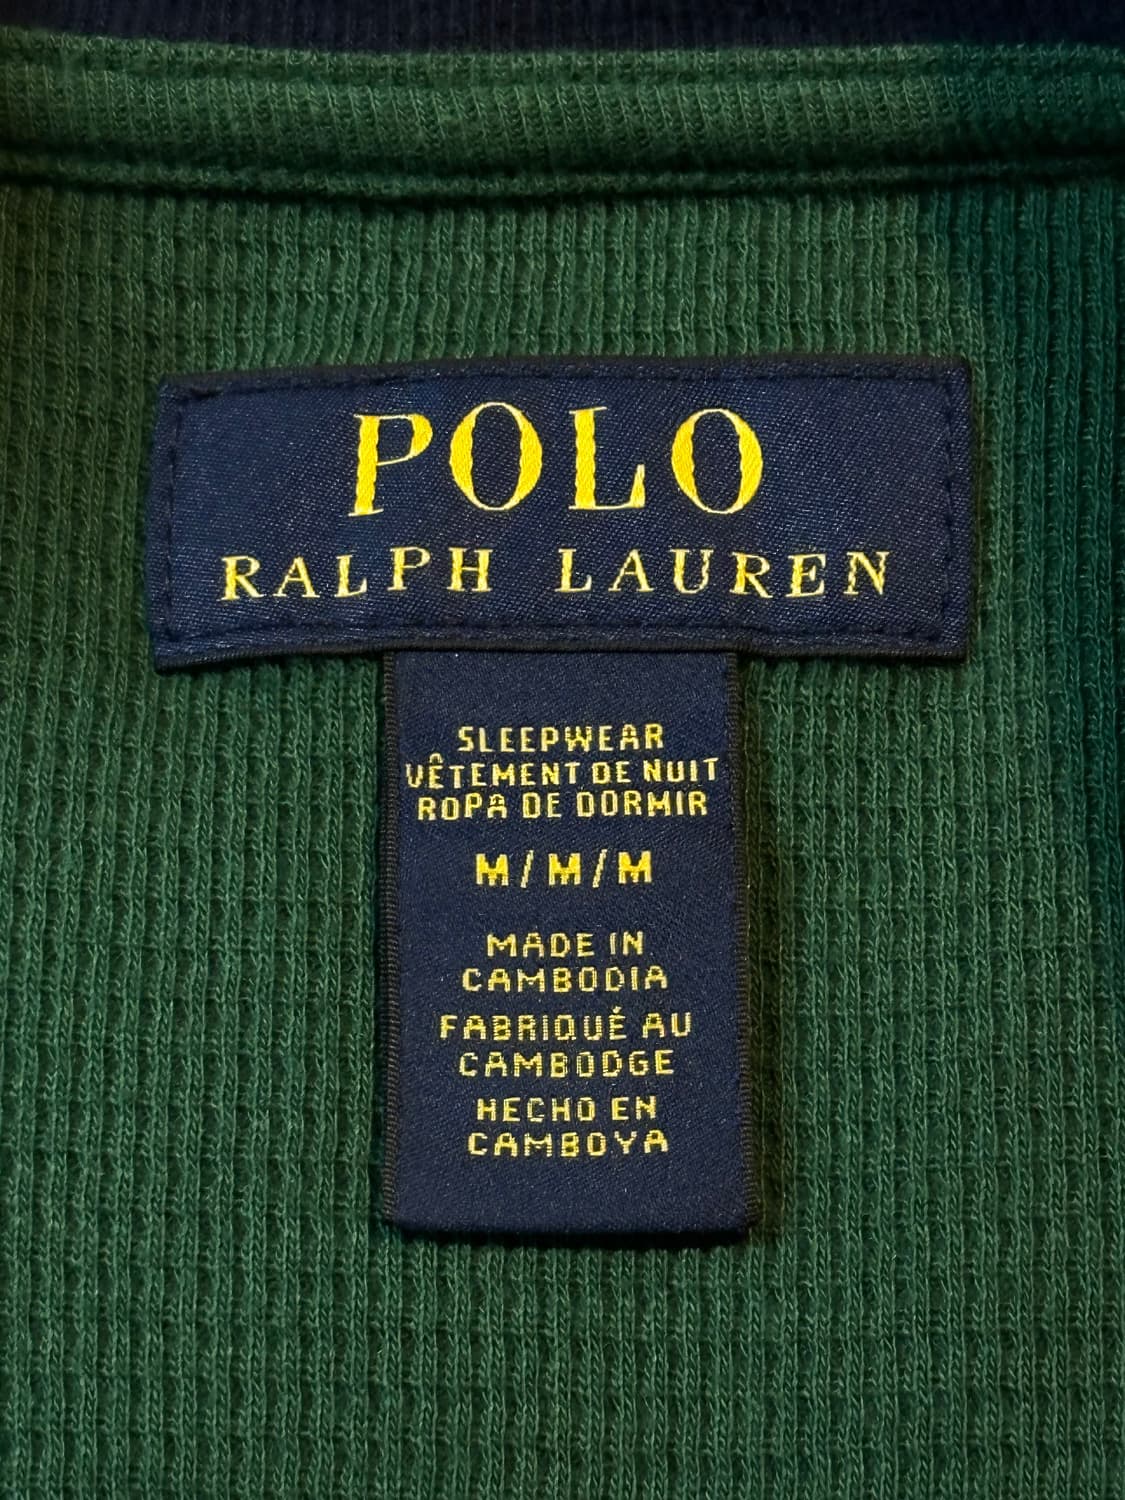 POLO
RALPH LAUREN
SLEEPWEAR
VÊTEMENT DE NUIT
ROPA DE DORMIR
M/M/M
MADE IN
CAMBODIA
FABRIQUÉ AU
CAMBODGE
HECHO EN
CAMBOYA